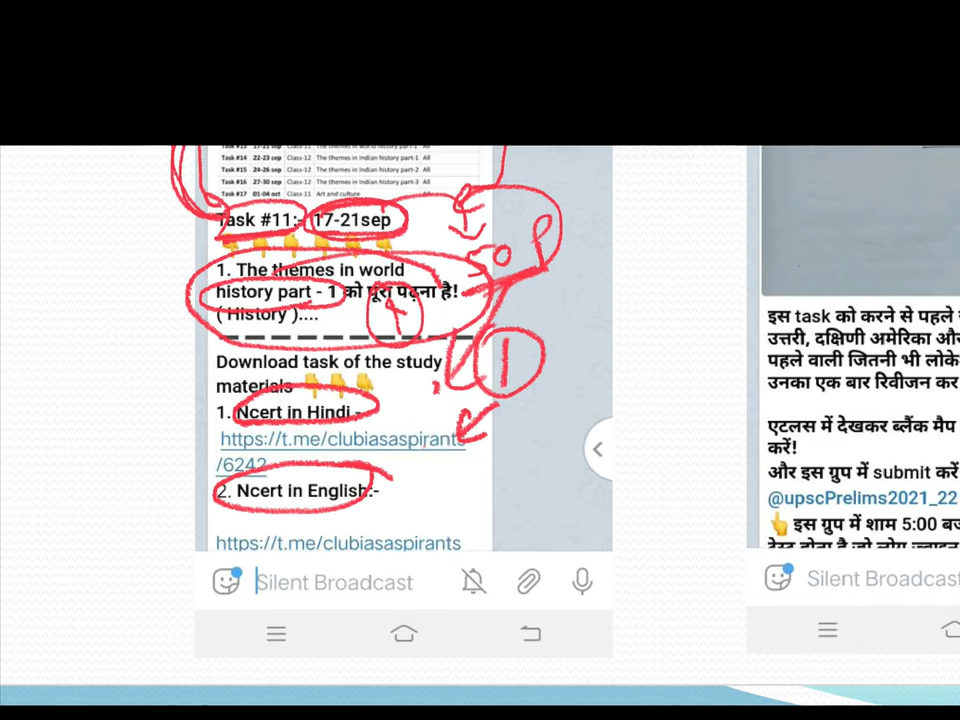 Task #14 22-23 sep Class-12 The themes in Indian history part-1 All
Task #15 24-26 sep Class-12 The themes in Indian history part-2 All
Task #16 27-30 sep Class-12 The themes in Indian history part-3 All
Task #17 01-04 oct Class-11 Art and culture
Task #11:- 17-21sep
1. The themes in world
history part - 1 को पूरा पढ़ना है!
( History )....
Download task of the study
materials
1. Ncert in Hindi:-
https://t.me/clubiasaspirants
/6242
2. Ncert in English:-
https://t.me/clubiasaspirants
Silent Broadcast
50
1
इस task को करने से पहले
उत्तरी, दक्षिणी अमेरिका और
पहले वाली जितनी भी लोके
उनका एक बार रिवीजन कर
एटलस में देखकर ब्लैंक मैप
करें!
और इस ग्रुप में submit करें
@upscPrelims2021_22
इस ग्रुप में शाम 5:00 बज
Silent Broadcast